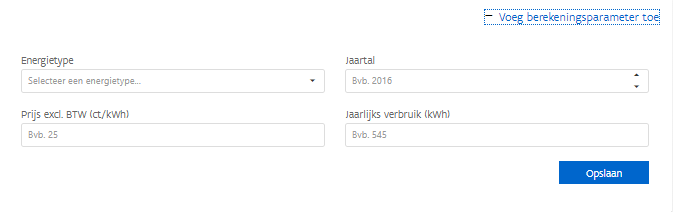 Voeg berekeningsparameter toe
Energietype
Jaartal
Selecteer een energietype...
Bvb. 2016
Prijs excl. BTW (ct/kWh)
Jaarlijks verbruik (kWh)
Bvb. 25
Bvb. 545
Opslaan